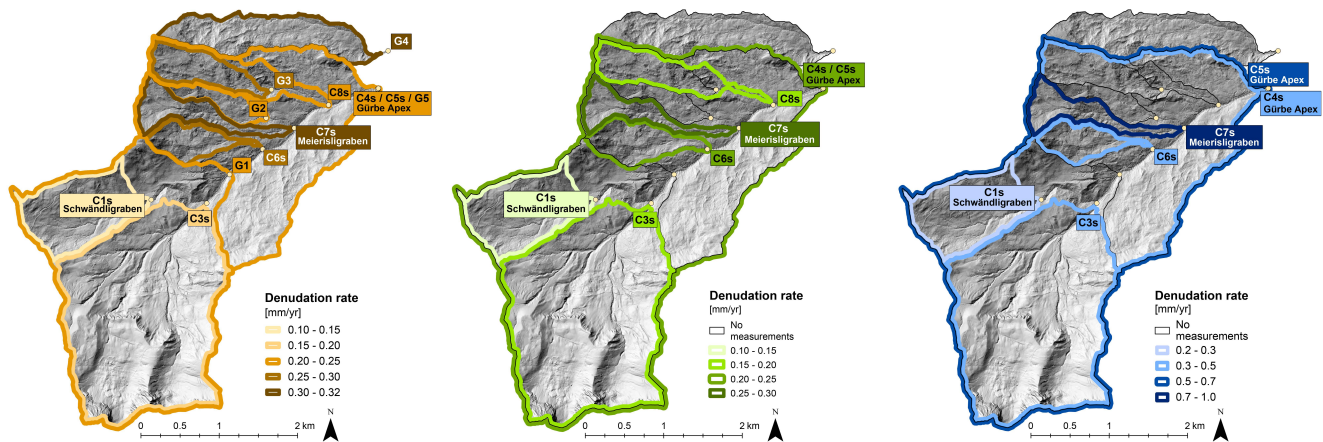 G4
G3
C8s
C4s / C5s / G5
Gürbe Apex
G2
C7s
Meierisligraben
C6s
G1
C1s
Schwändligraben
C3s
Denudation rate
[mm/yr]
0.10 - 0.15
0.15 - 0.20
0.20 - 0.25
0.25 - 0.30
0.30 - 0.32
N
0 0.5 1 2 km
C4s / C5s
Gürbe Apex
C8s
C7s
Meierisligraben
C6s
C1s
Schwändligraben
C3s
Denudation rate
[mm/yr]
No
measurements
0.10 - 0.15
0.15 - 0.20
0.20 - 0.25
0.25 - 0.30
N
0 0.5 1 2 km
C5s
Gürbe Apex
C4s
Gürbe Apex
C7s
Meierisligraben
C6s
C1s
Schwändligraben
C3s
Denudation rate
[mm/yr]
No
measurements
0.2 - 0.3
0.3 - 0.5
0.5 - 0.7
0.7 - 1.0
N
0 0.5 1 2 km